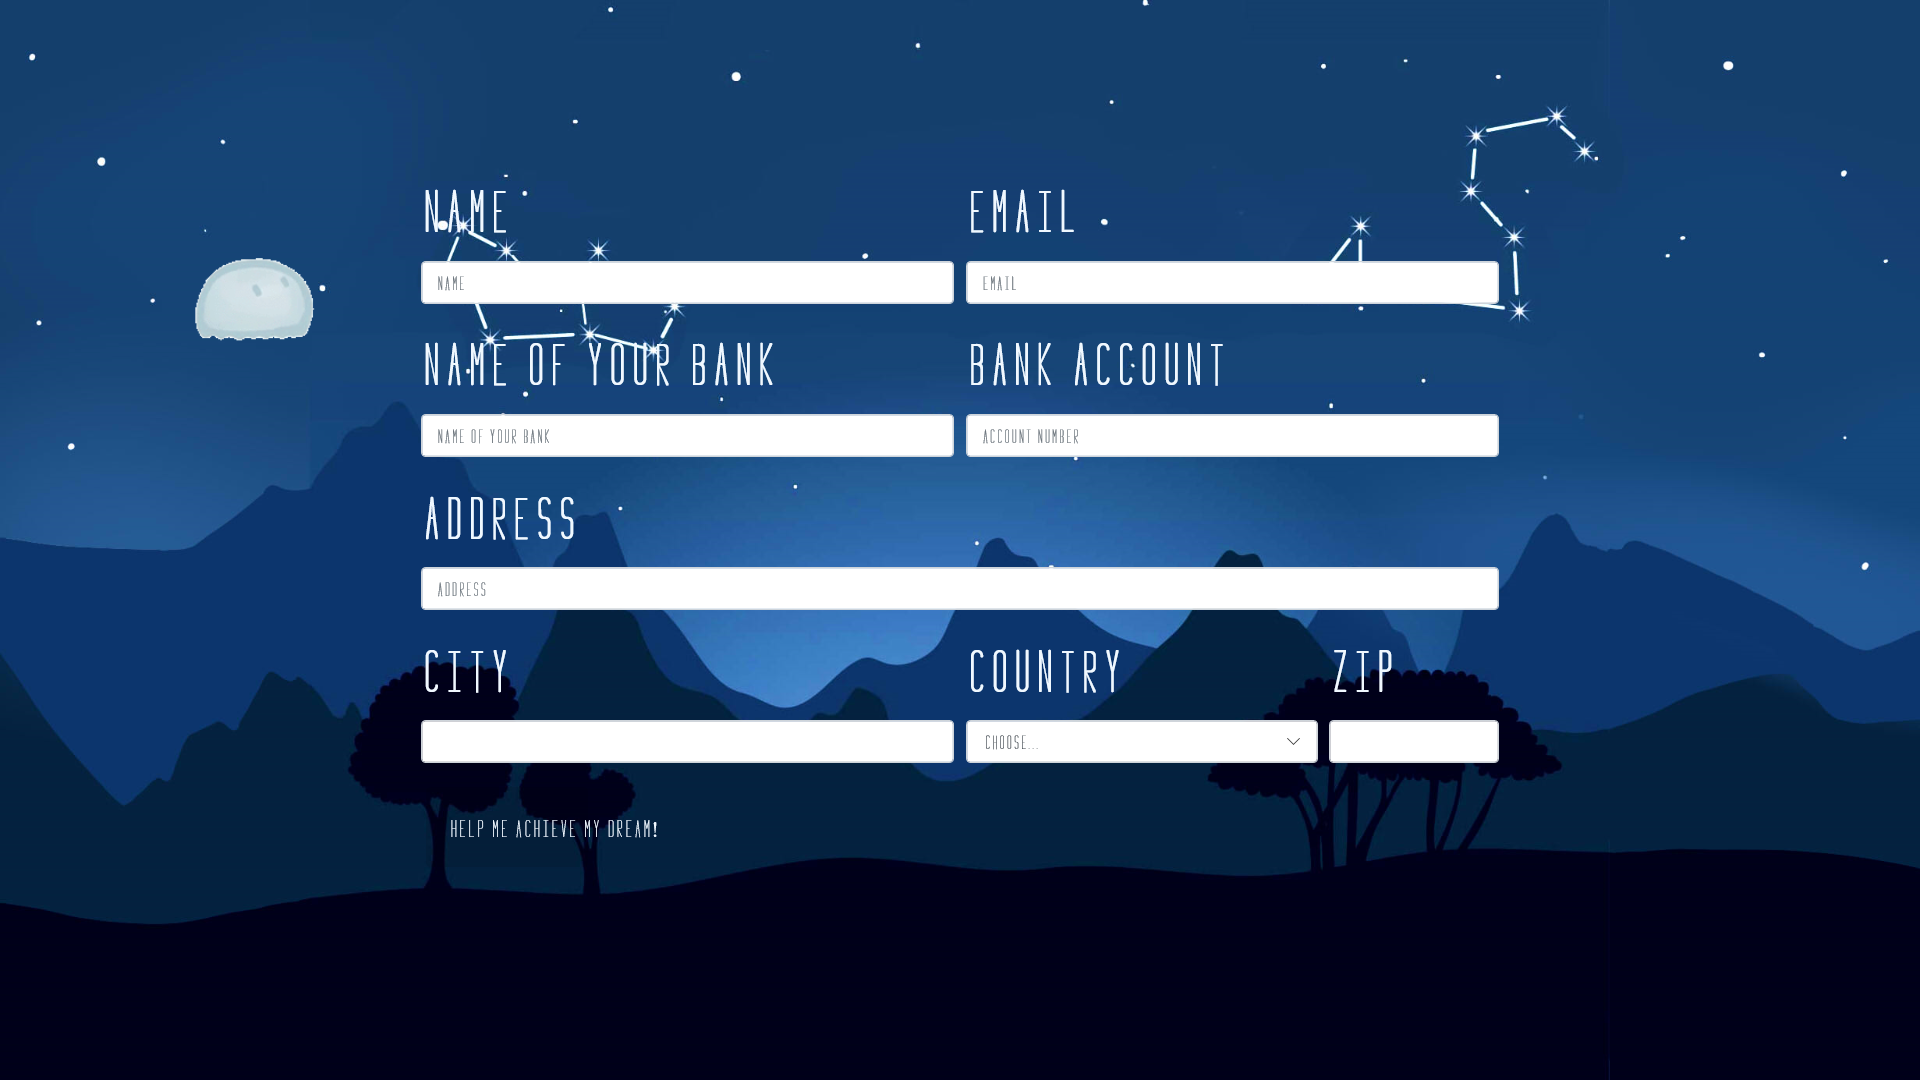 NAME EMAIL
NAME EMAIL
NAME OF YOUR BANK BANK ACCOUNT
NAME OF YOUR BANK ACCOUNT NUMBER
ADDRESS
ADDRESS
CITY COUNTRY ZIP
CHOOSE...
HELP ME ACHIEVE MY DREAM!